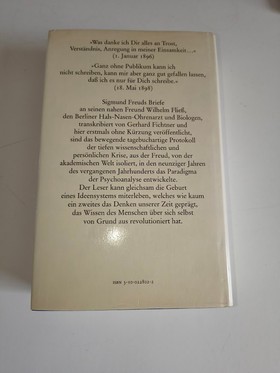 «Was danke ich Dir alles an Trost,
Verständnis, Anregung in meiner Einsamkeit...»
(1. Januar 1896)
«Ganz ohne Publikum kann ich
nicht schreiben, kann mir aber ganz gut gefallen lassen,
daß ich es nur für Dich schreibe.»
(18. Mai 1898)
Sigmund Freuds Briefe
an seinen nahen Freund Wilhelm Fließ,
den Berliner Hals-Nasen-Ohrenarzt und Biologen,
transkribiert von Gerhard Fichtner und
hier erstmals ohne Kürzung veröffentlicht,
sind das bewegende tagebuchartige Protokoll
der tiefen wissenschaftlichen und
persönlichen Krise, aus der Freud, von der
akademischen Welt isoliert, in den neunziger Jahren
des vergangenen Jahrhunderts das Paradigma
der Psychoanalyse entwickelte.
Der Leser kann gleichsam die Geburt
eines Ideensystems miterleben, welches wie kaum
ein zweites das Denken unserer Zeit geprägt,
das Wissen des Menschen über sich selbst
von Grund aus revolutioniert hat.
ISBN 3-10-022802-2